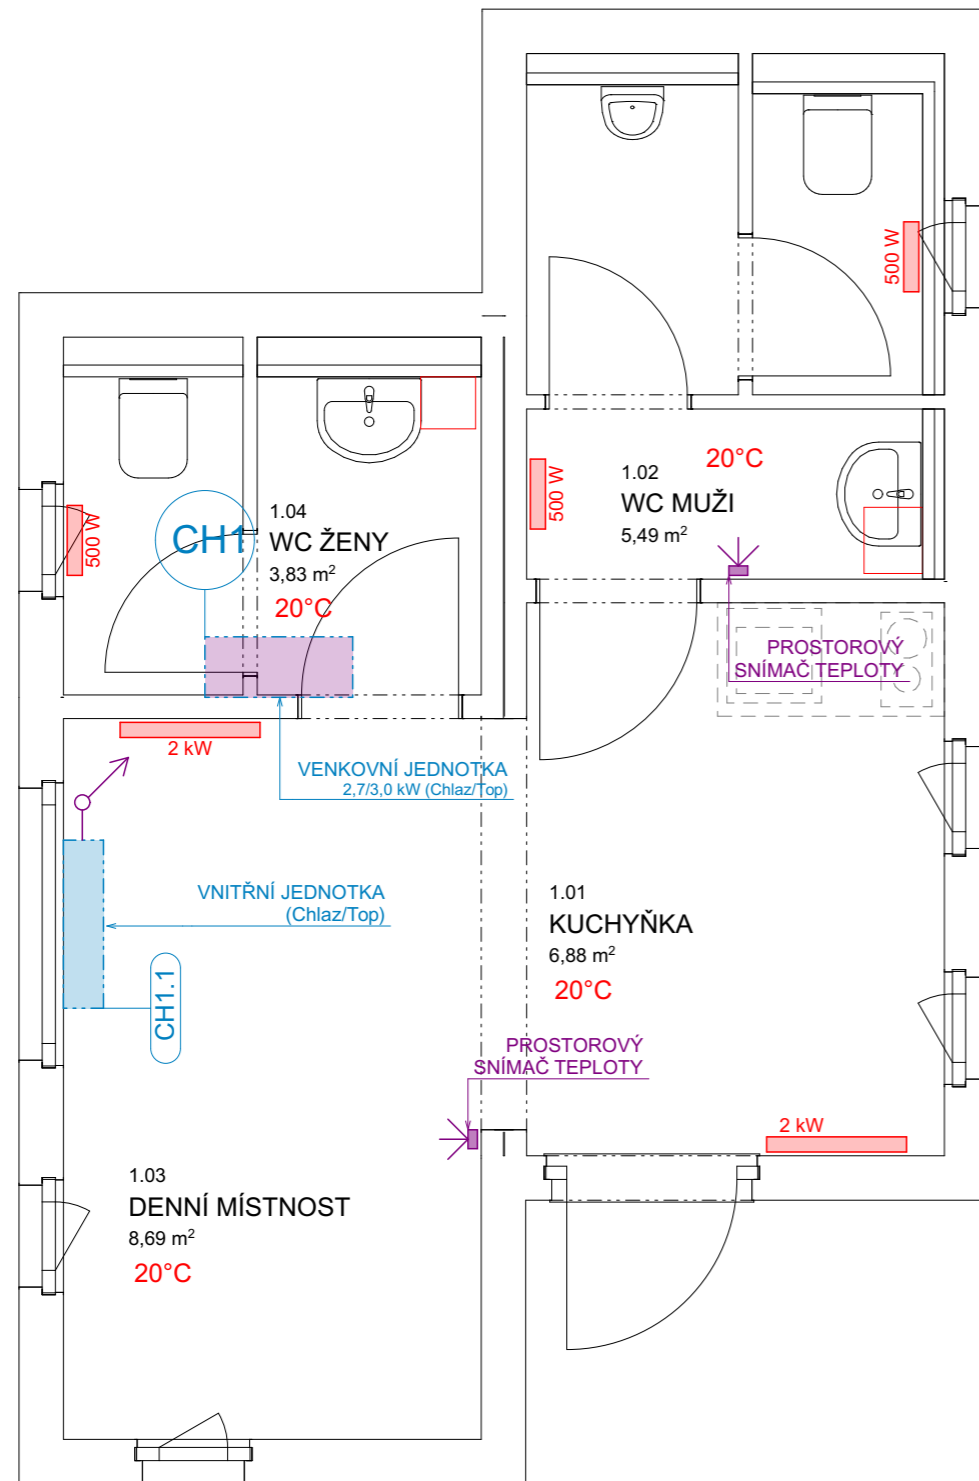 500 W
20°C
1.02
WC MUŽI
5,49 m²
500 W
1.04
WC ŽENY
3,83 m²
20°C
CH1
500 W
PROSTOROVÝ
SNÍMAČ TEPLOTY
2 kW
VENKOVNÍ JEDNOTKA
2,7/3,0 kW (Chlaz/Top)
VNITŘNÍ JEDNOTKA
(Chlaz/Top)
CH1.1
1.01
KUCHYŇKA
6,88 m²
20°C
PROSTOROVÝ
SNÍMAČ TEPLOTY
2 kW
1.03
DENNÍ MÍSTNOST
8,69 m²
20°C